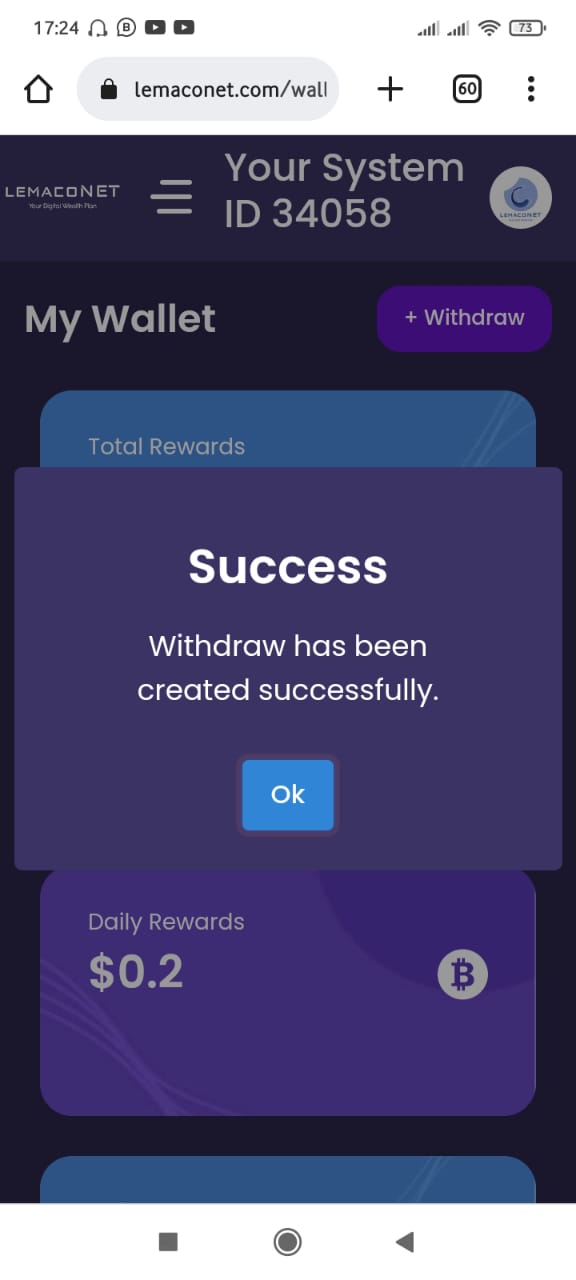 17:24
73
lemaconet.com/wall
60
LEMACONET
Your Digital Wealth Plan
Your System
ID 34058
LEMACONET
My Wallet
+ Withdraw
Total Rewards
Success
Withdraw has been
created successfully.
Ok
Daily Rewards
$0.2